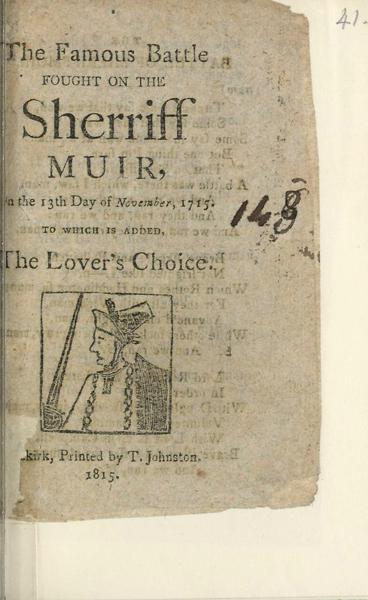 41.
The Famous Battle
FOUGHT ON THE
Sherriff
MUIR,
n the 13th Day of November, 1715.
148
TO WHICH IS ADDED,
The Lover's Choice.
kirk, Printed by T. Johnston.
1815.